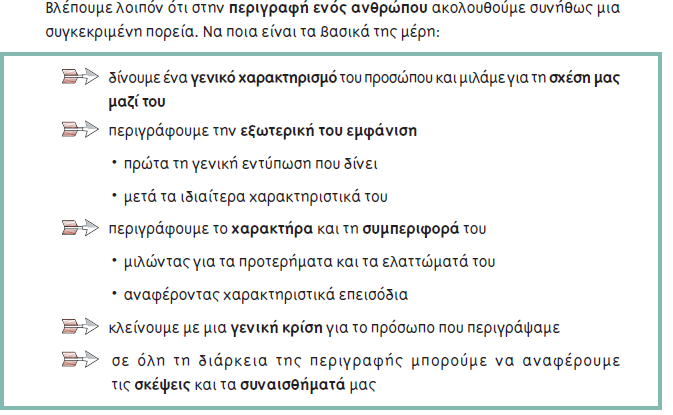 Βλέπουμε λοιπόν ότι στην περιγραφή ενός ανθρώπου ακολουθούμε συνήθως μια
συγκεκριμένη πορεία. Να ποια είναι τα βασικά της μέρη:
δίνουμε ένα γενικό χαρακτηρισμό του προσώπου και μιλάμε για τη σχέση μας
μαζί του
περιγράφουμε την εξωτερική του εμφάνιση
• πρώτα τη γενική εντύπωση που δίνει
• μετά τα ιδιαίτερα χαρακτηριστικά του
περιγράφουμε το χαρακτήρα και τη συμπεριφορά του
• μιλώντας για τα προτερήματα και τα ελαττώματά του
• αναφέροντας χαρακτηριστικά επεισόδια
κλείνουμε με μια γενική κρίση για το πρόσωπο που περιγράψαμε
σε όλη τη διάρκεια της περιγραφής μπορούμε να αναφέρουμε
τις σκέψεις και τα συναισθήματά μας